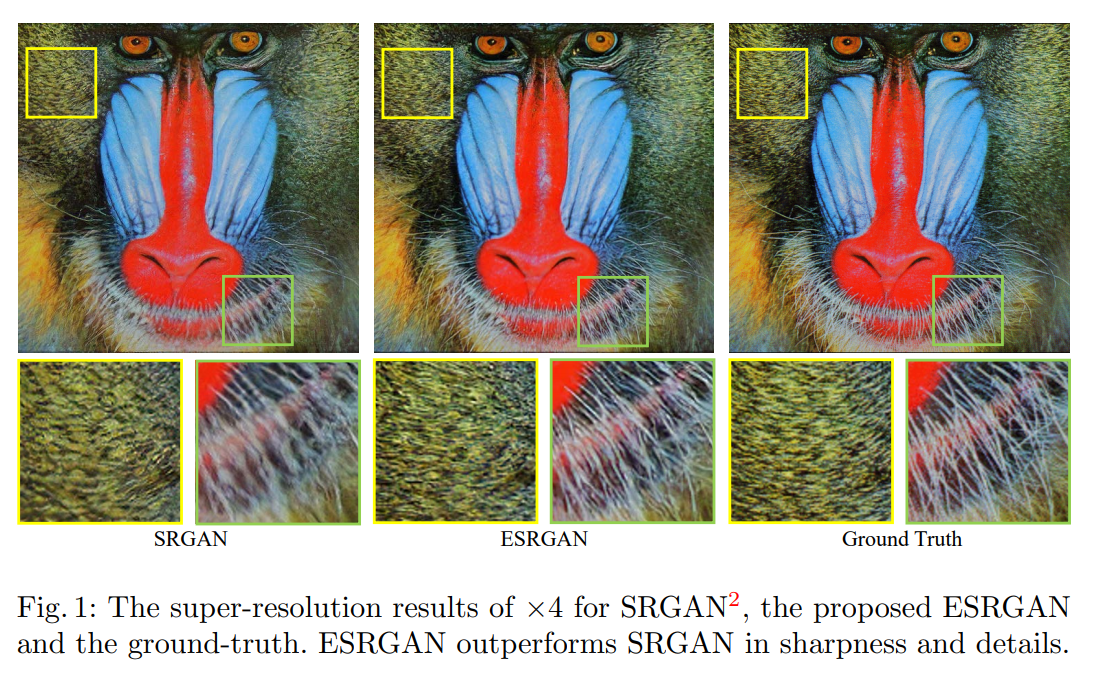 SRGAN
ESRGAN
Ground Truth
Fig. 1: The super-resolution results of ×4 for SRGAN², the proposed ESRGAN
and the ground-truth. ESRGAN outperforms SRGAN in sharpness and details.